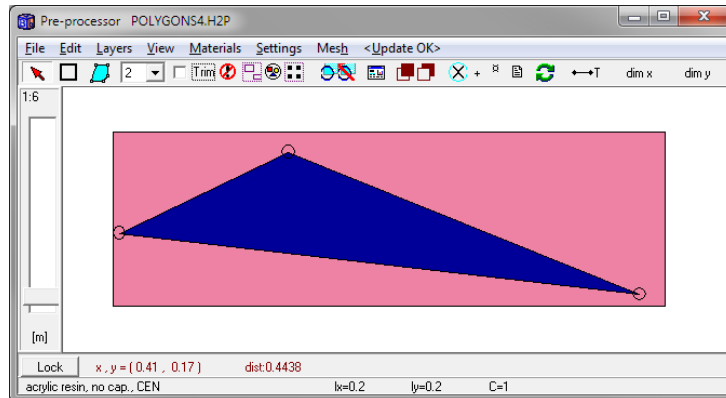 Pre-processor POLYGONS4.H2P
File Edit Layers View Materials Settings Mesh <Update OK>
2 Trim T dim x dim y
1:6
[m]
Lock x , y = ( 0.41 , 0.17 ) dist:0.4438
acrylic resin, no cap., CEN lx=0.2 ly=0.2 C=1